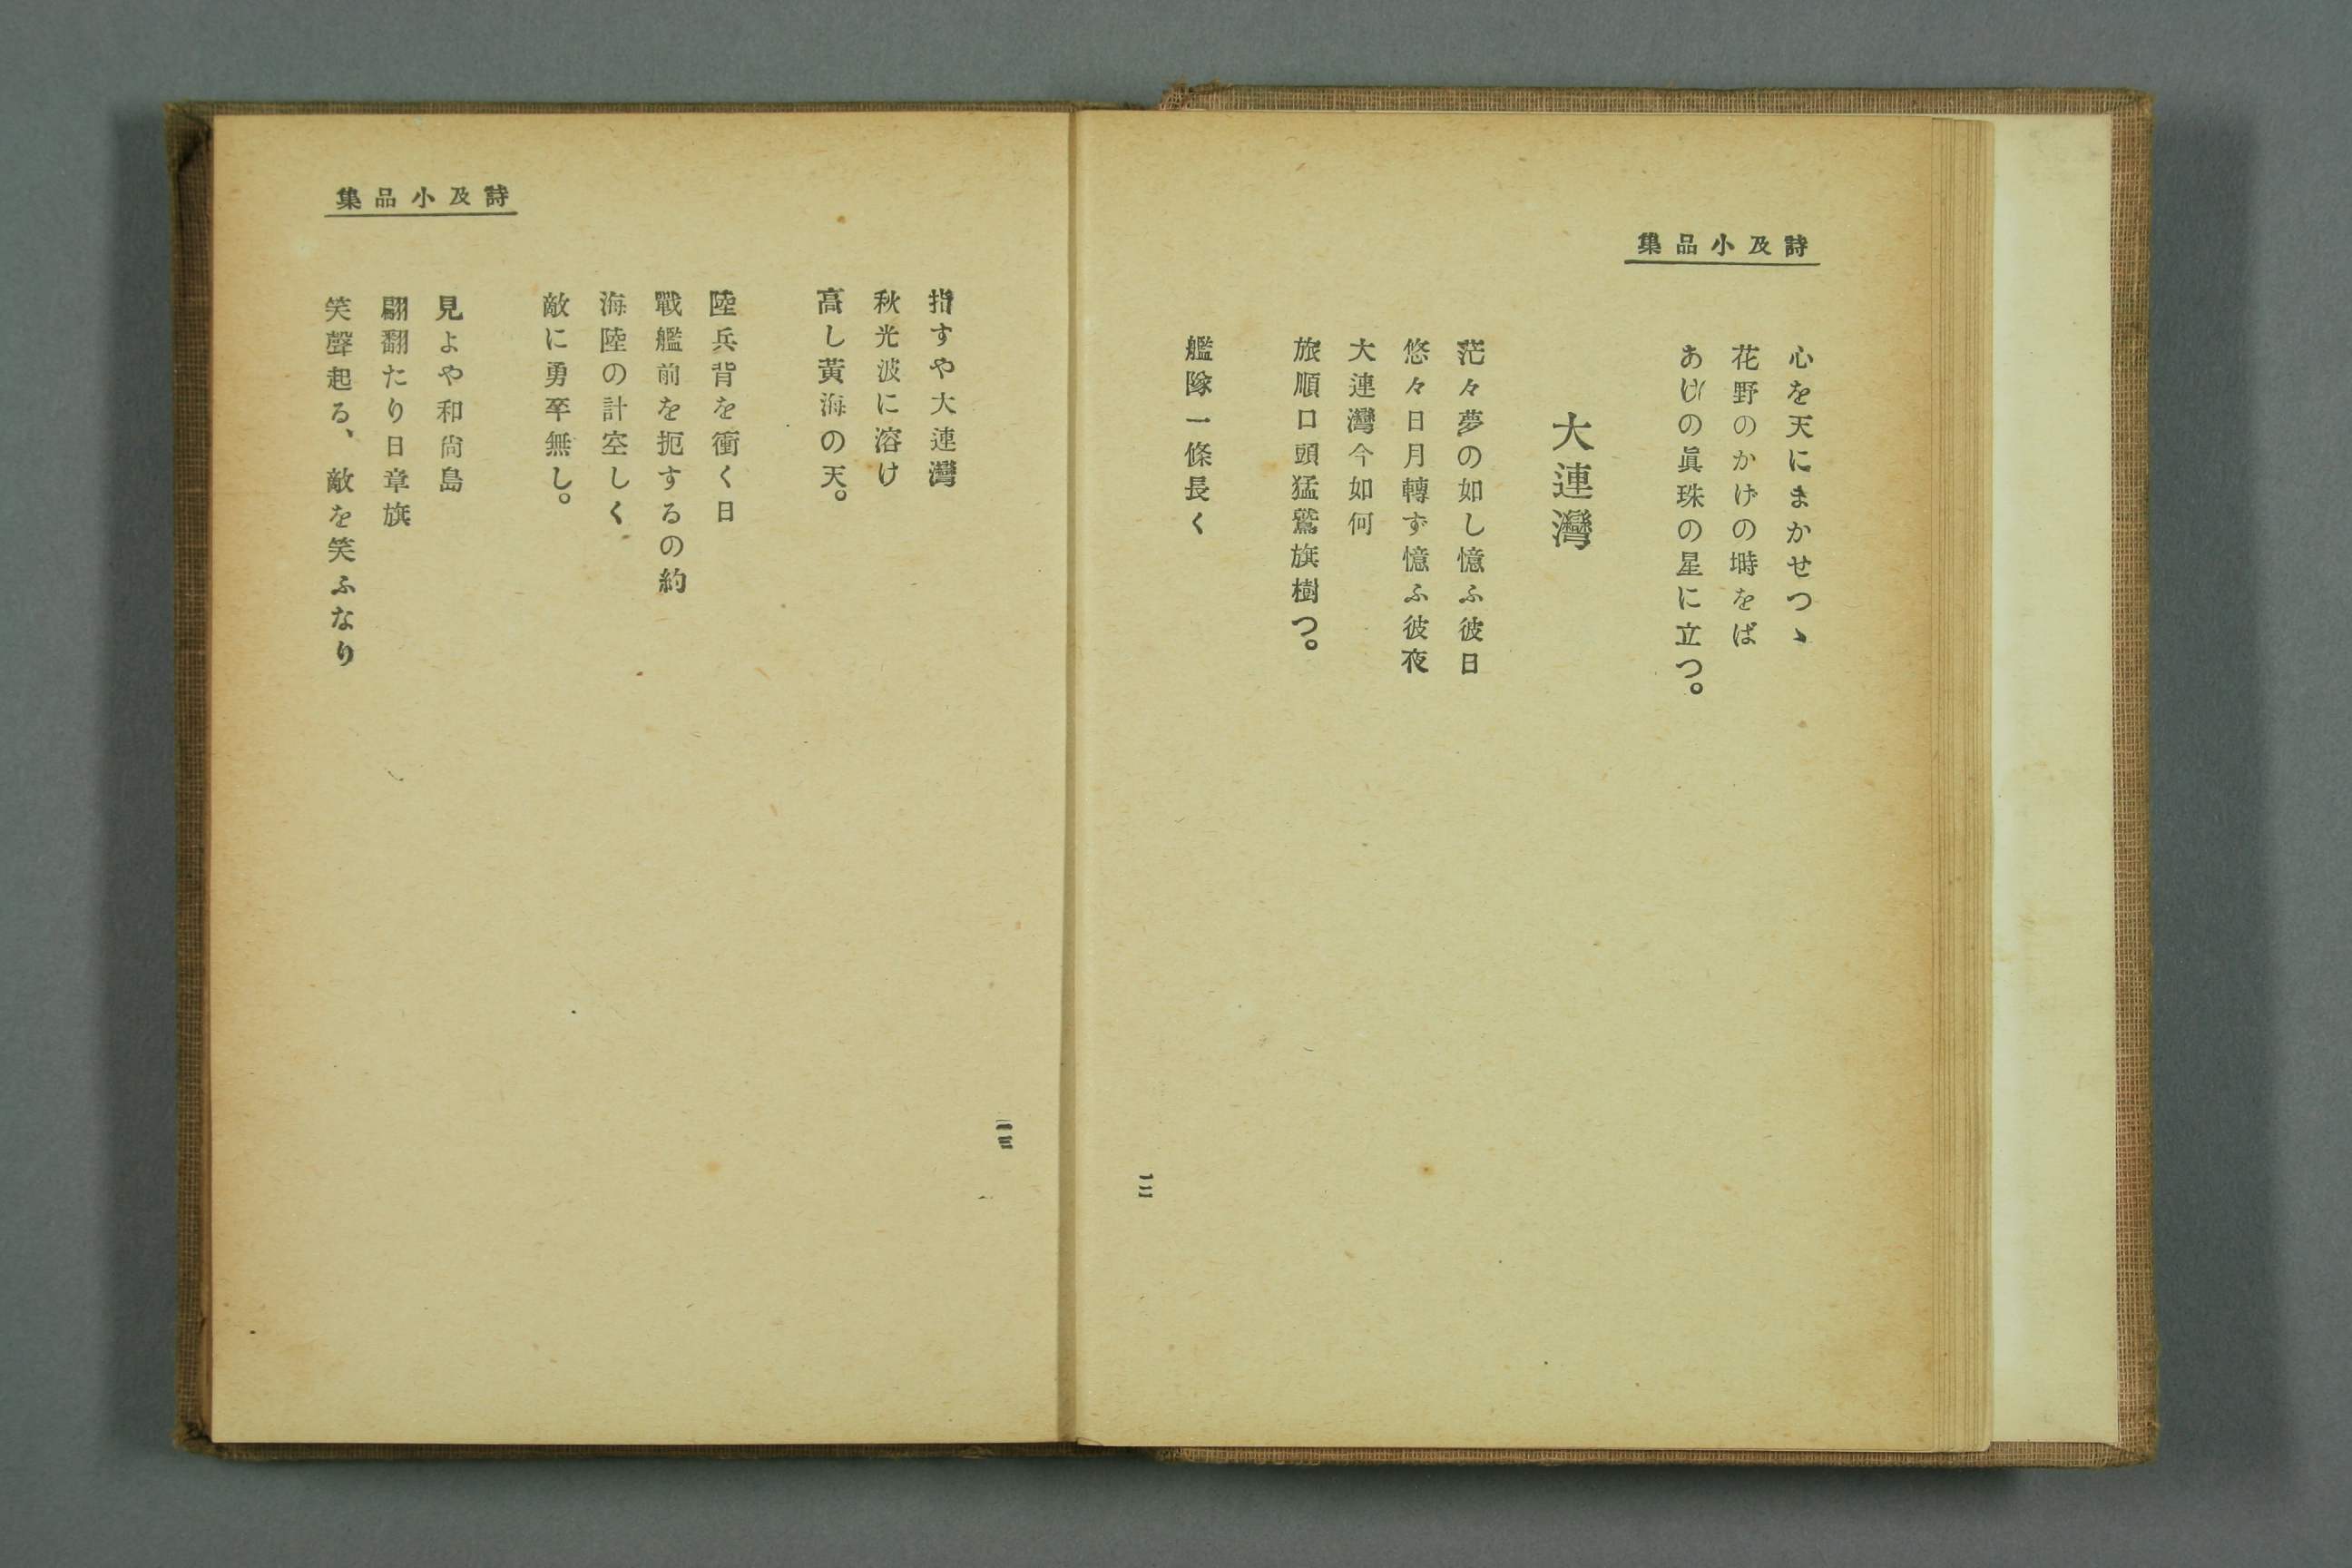 詩及小品集
心を天にまかせつゝ
花野のかげの塒をば
あけの眞珠の星に立つ。
大連灣
茫々夢の如し憶ふ彼日
悠々日月轉ず憶ふ彼夜
大連灣今如何
旅順口頭猛鷲旗樹つ。
艦隊一條長く
一二
詩及小品集
指すや大連灣
秋光波に溶け
高し黃海の天。
陸兵背を衝く日
戰艦前を扼するの約
海陸の計空しく
敵に勇卒無し。
見よや和尙島
翩翻たり日章旗
笑聲起る、敵を笑ふなり
一三